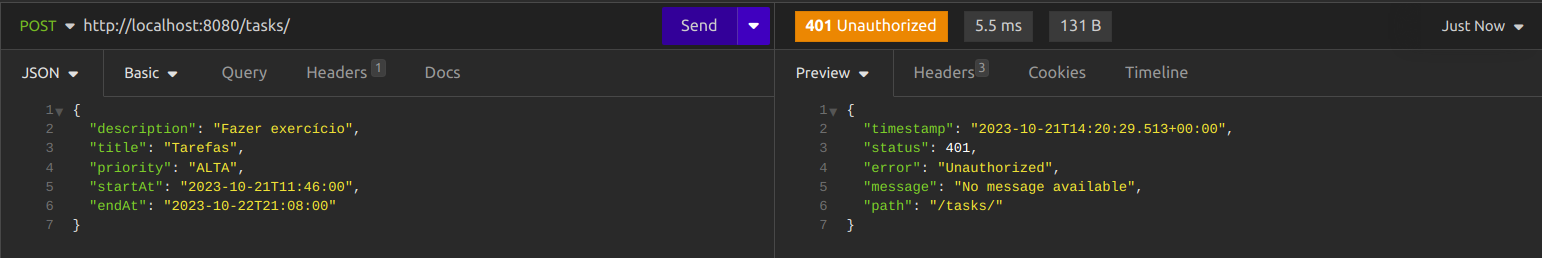 POST http://localhost:8080/tasks/ Send 401 Unauthorized 5.5 ms 131 B Just Now
JSON Basic Query Headers 1 Docs Preview Headers 3 Cookies Timeline
1 {
2 "description": "Fazer exercício",
3 "title": "Tarefas",
4 "priority": "ALTA",
5 "startAt": "2023-10-21T11:46:00",
6 "endAt": "2023-10-22T21:08:00"
7 }
1 {
2 "timestamp": "2023-10-21T14:20:29.513+00:00",
3 "status": 401,
4 "error": "Unauthorized",
5 "message": "No message available",
6 "path": "/tasks/"
7 }